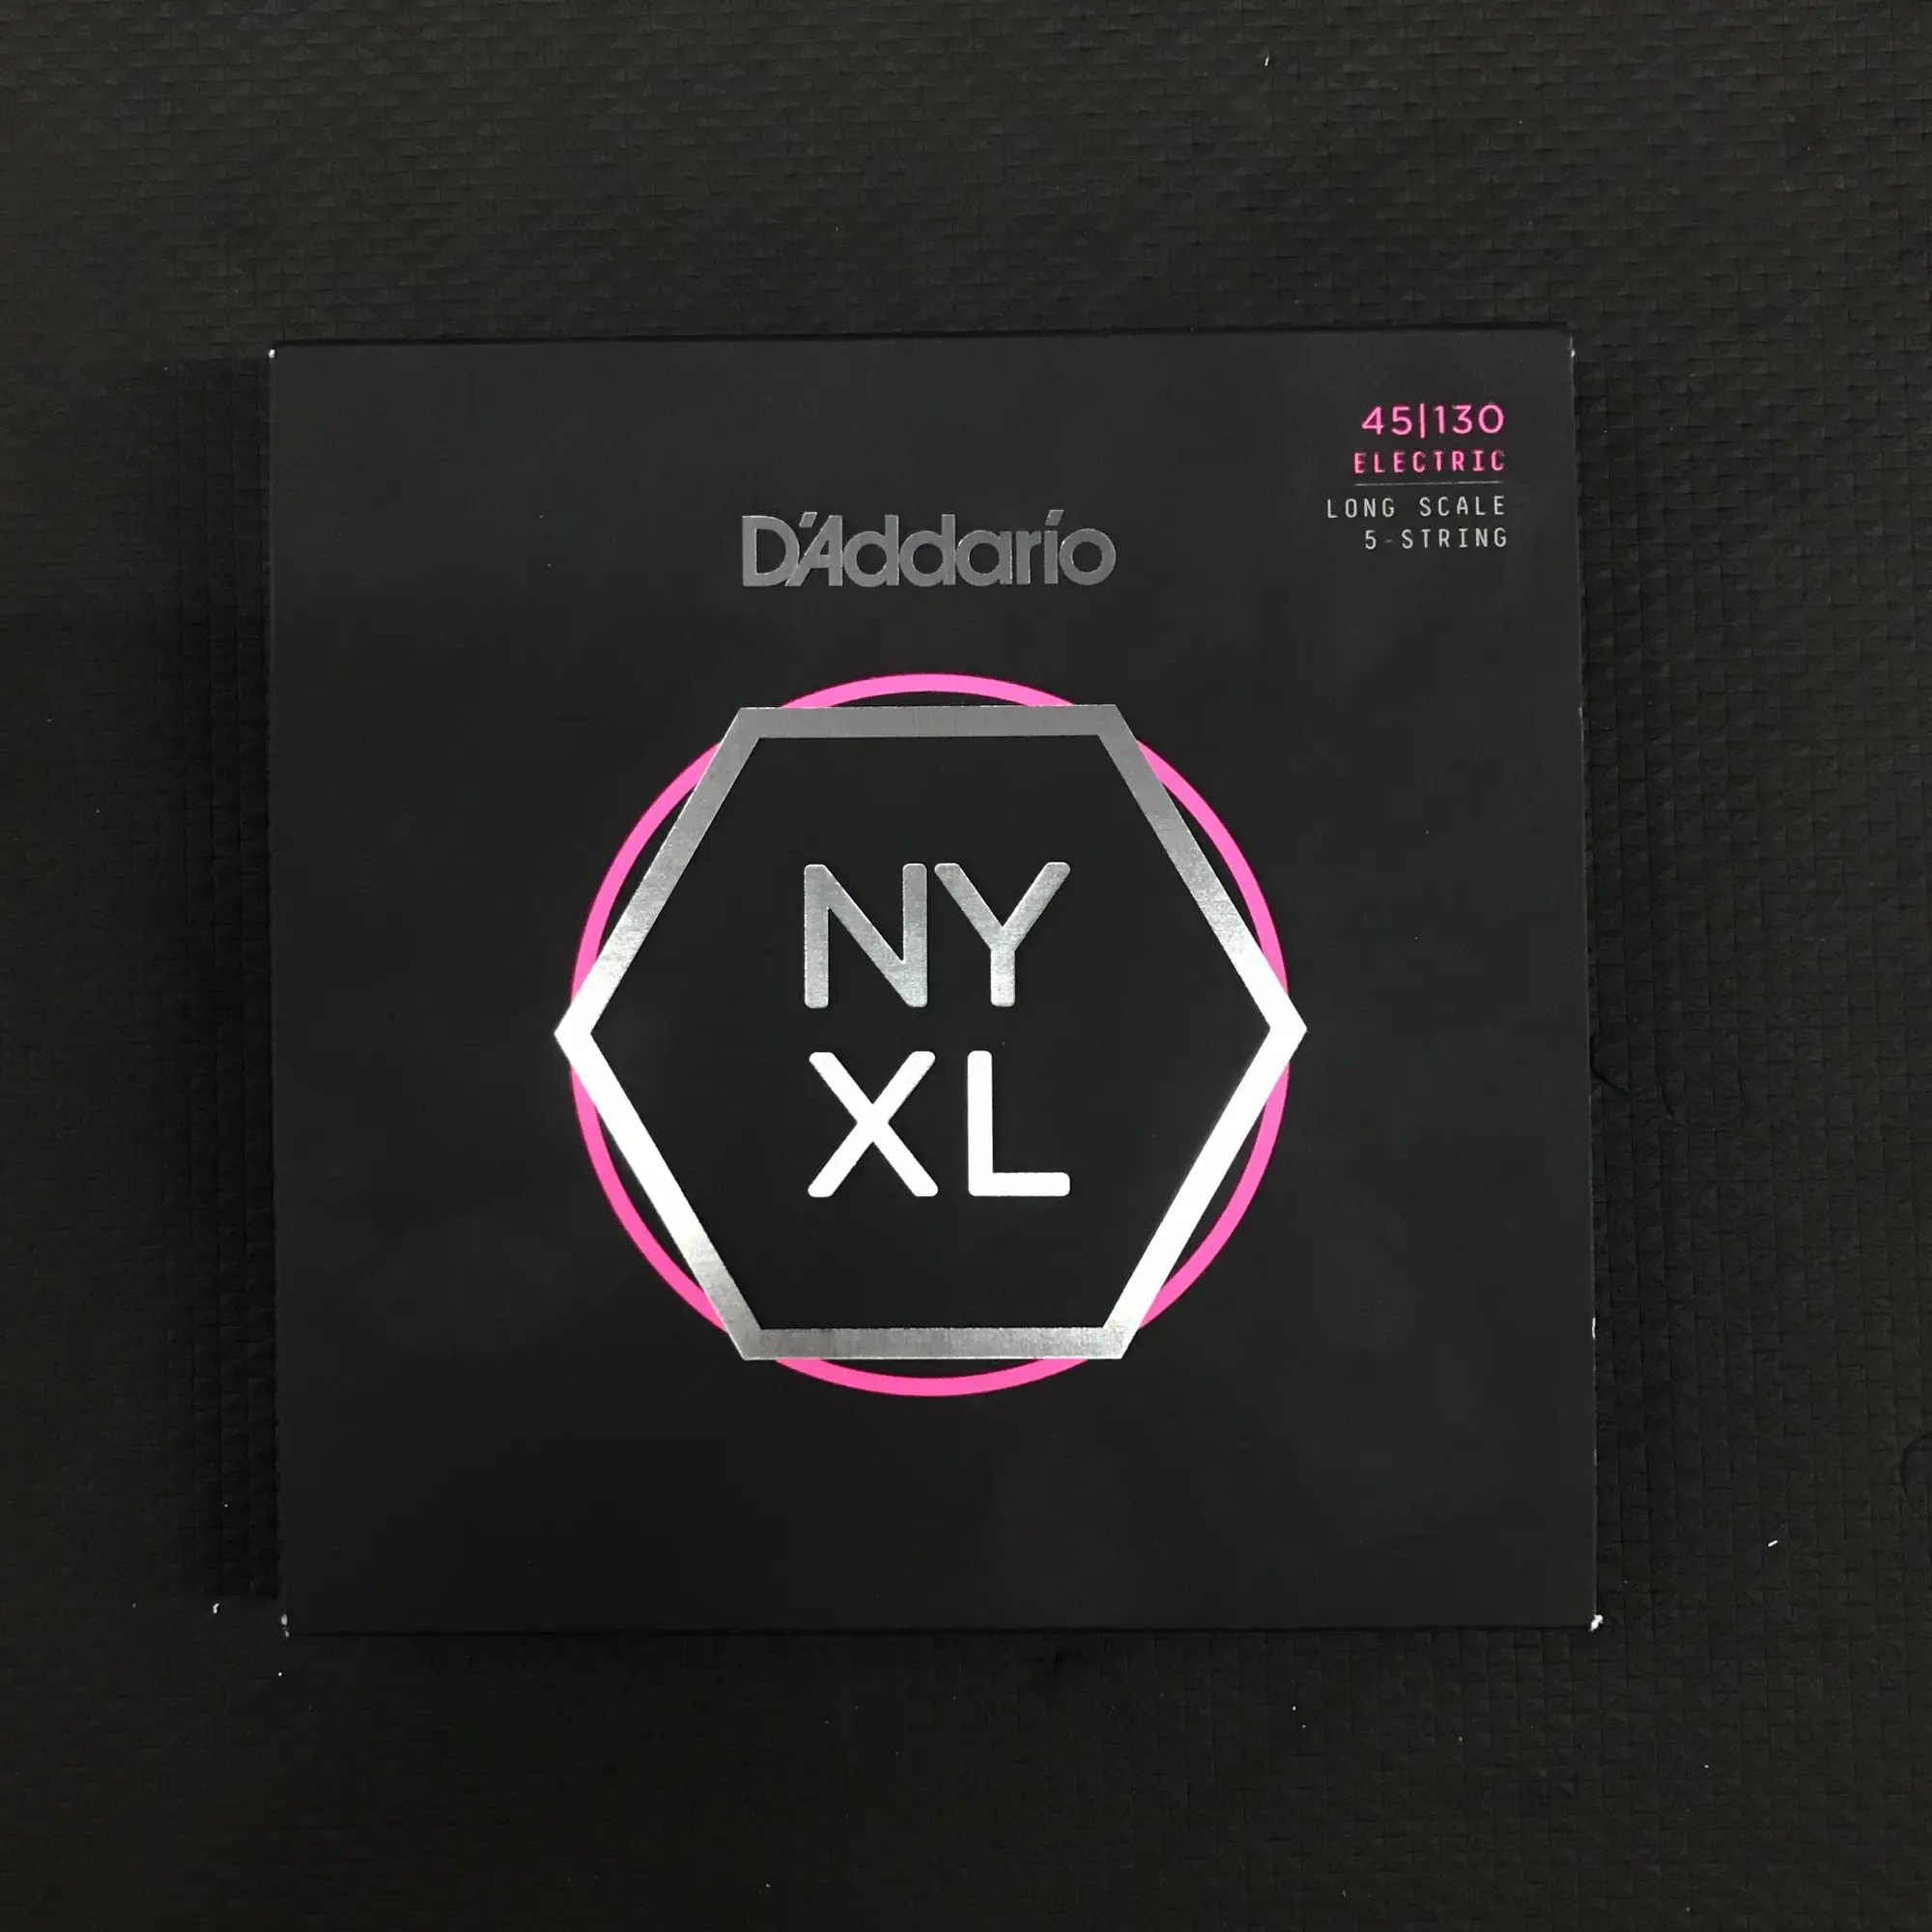 45|130
ELECTRIC
LONG SCALE
5-STRING
D'Addario
NY
XL